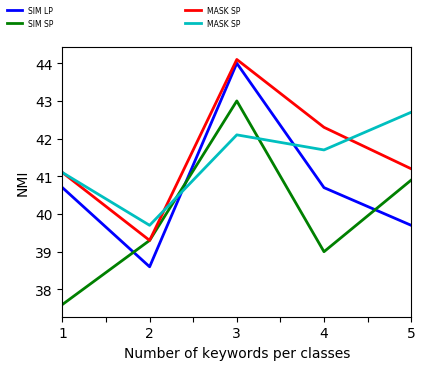 SIM LP
SIM SP
MASK SP
MASK SP
44
43
42
41
40
39
38
NMI
1 2 3 4 5
Number of keywords per classes